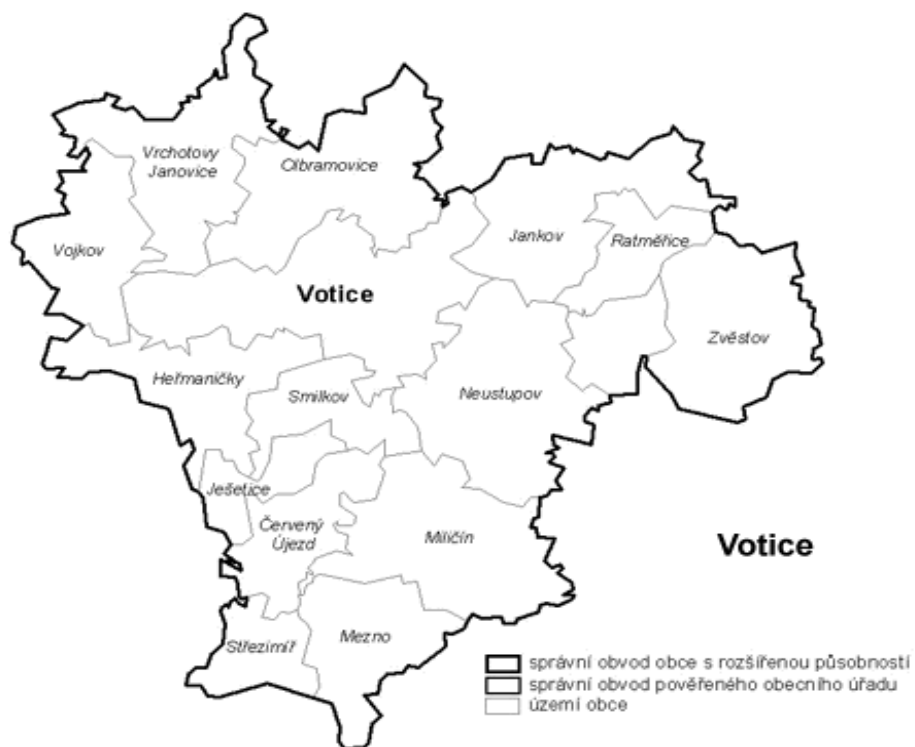 Vrchotovy
Janovice
Olbramovice
Vojkov
Jankov
Ratměřice
Votice
Zvěstov
Heřmaničky
Smilkov
Neustupov
Ješetice
Červený
Újezd
Miličín
Votice
Střezimíř
Mezno
správní obvod obce s rozšířenou působností
správní obvod pověřeného obecního úřadu
území obce